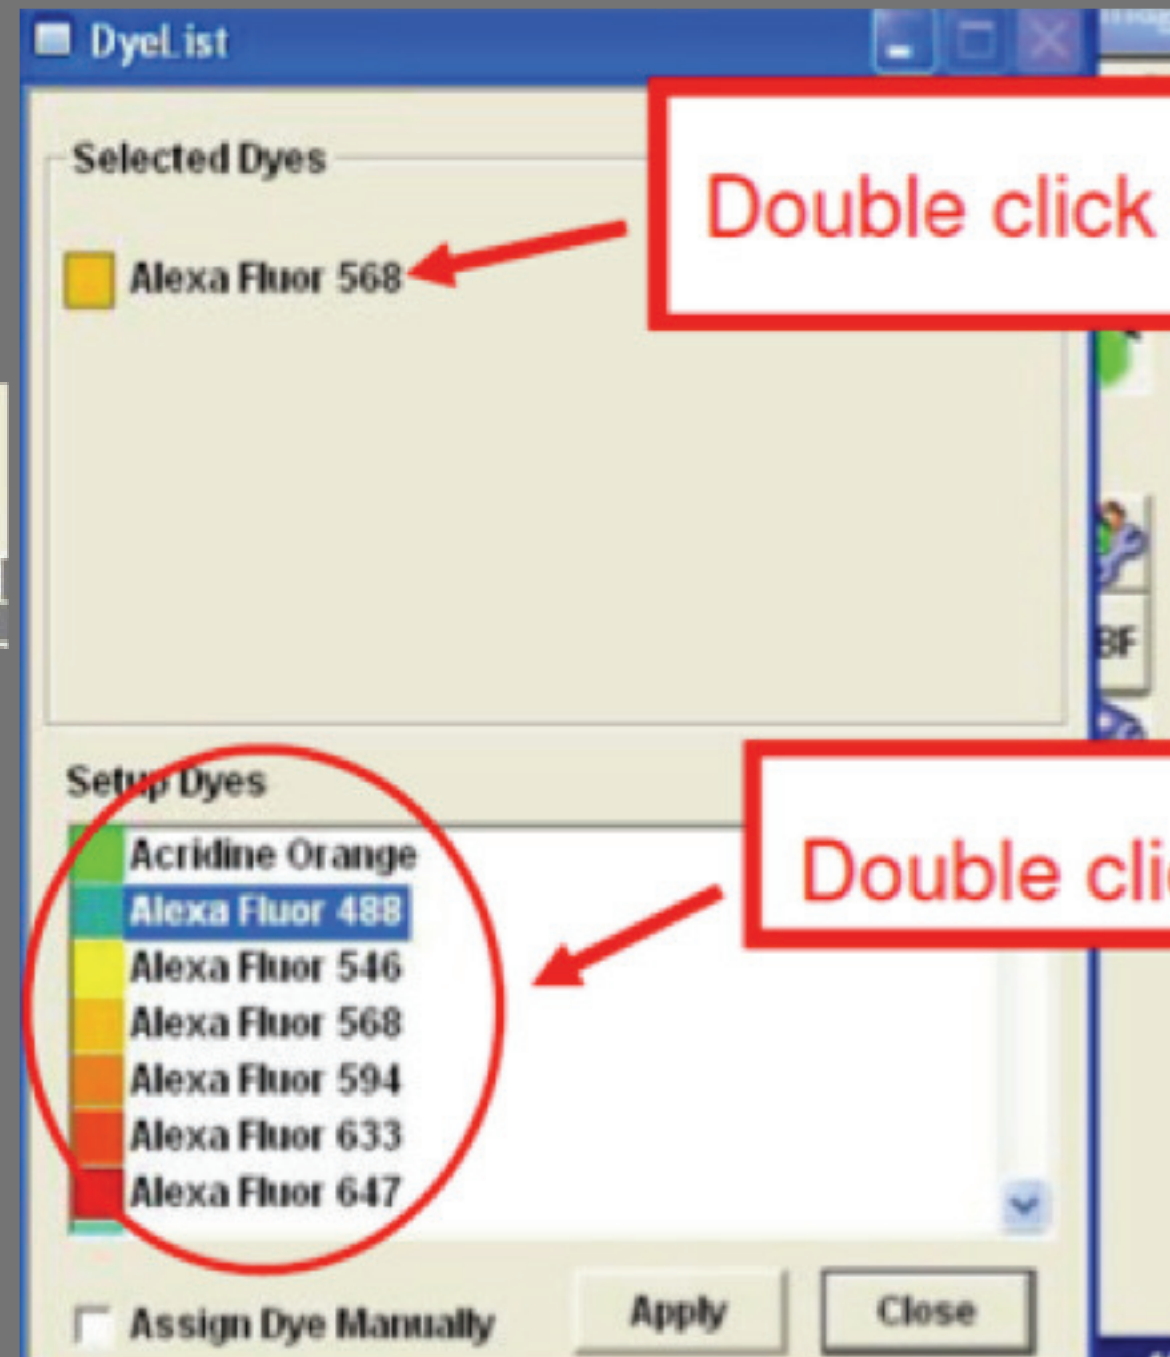 DyeList
Selected Dyes
Double click
Alexa Fluor 568
BF
Setup Dyes
Acridine Orange
Alexa Fluor 488
Double cli
Alexa Fluor 546
Alexa Fluor 568
Alexa Fluor 594
Alexa Fluor 633
Alexa Fluor 647
Assign Dye Manually
Apply
Close